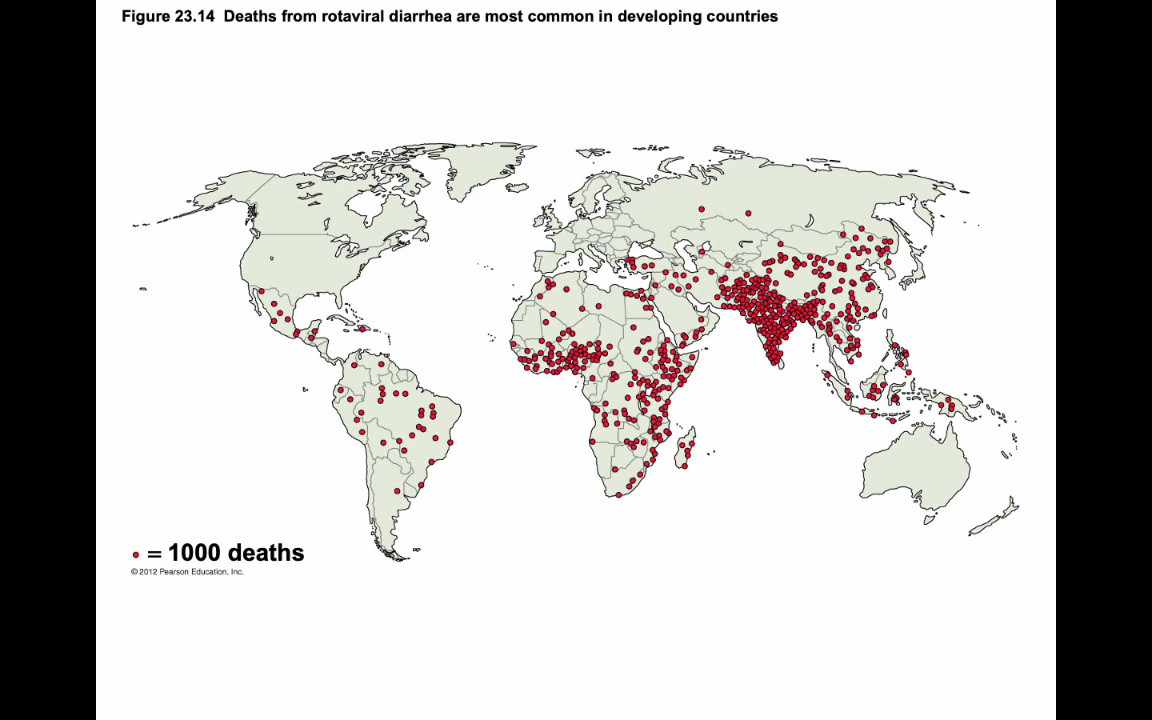 Figure 23.14 Deaths from rotaviral diarrhea are most common in developing countries
= 1000 deaths
© 2012 Pearson Education, Inc.